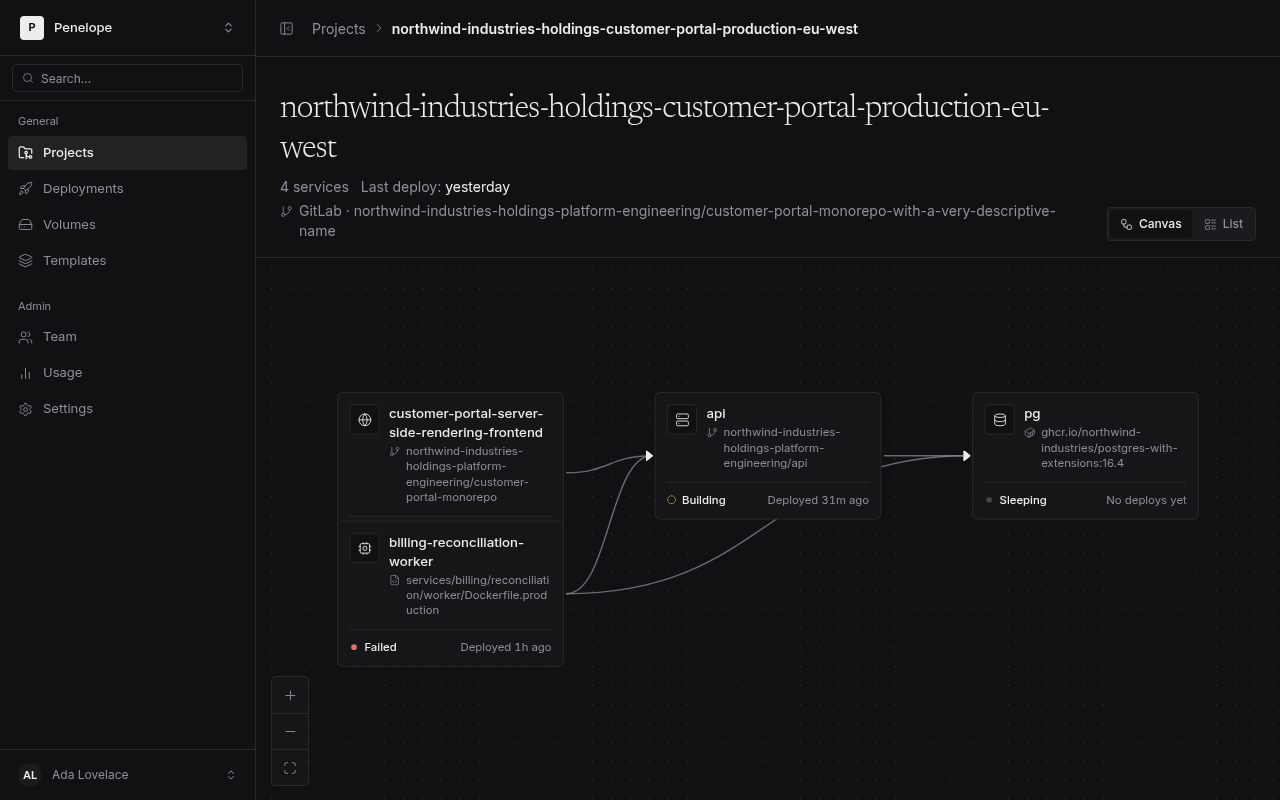 P Penelope
Search...
General
Projects
Deployments
Volumes
Templates
Admin
Team
Usage
Settings
AL Ada Lovelace
Projects northwind-industries-holdings-customer-portal-production-eu-west
northwind-industries-holdings-customer-portal-production-eu-
west
4 services Last deploy: yesterday
GitLab · northwind-industries-holdings-platform-engineering/customer-portal-monorepo-with-a-very-descriptive-
name
Canvas List
customer-portal-server-
side-rendering-frontend
northwind-industries-
holdings-platform-
engineering/customer-
portal-monorepo
billing-reconciliation-
worker
services/billing/reconciliati
on/worker/Dockerfile.prod
uction
Failed Deployed 1h ago
api
northwind-industries-
holdings-platform-
engineering/api
Building Deployed 31m ago
pg
ghcr.io/northwind-
industries/postgres-with-
extensions:16.4
Sleeping No deploys yet